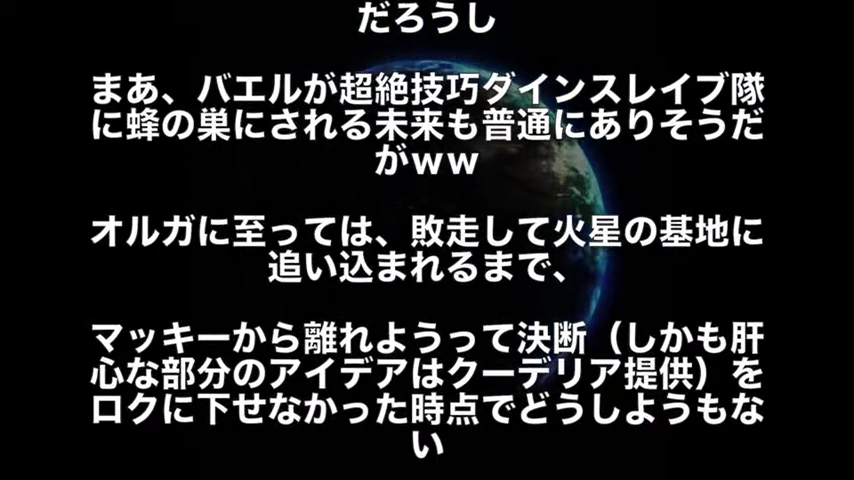 だろうし
まあ、バエルが超絶技巧ダインスレイブ隊
に蜂の巣にされる未来も普通にありそうだ
がｗｗ
オルガに至っては、敗走して火星の基地に
追い込まれるまで、
マッキーから離れようって決断（しかも肝
心な部分のアイデアはクーデリア提供）を
ロクに下せなかった時点でどうしようもな
い